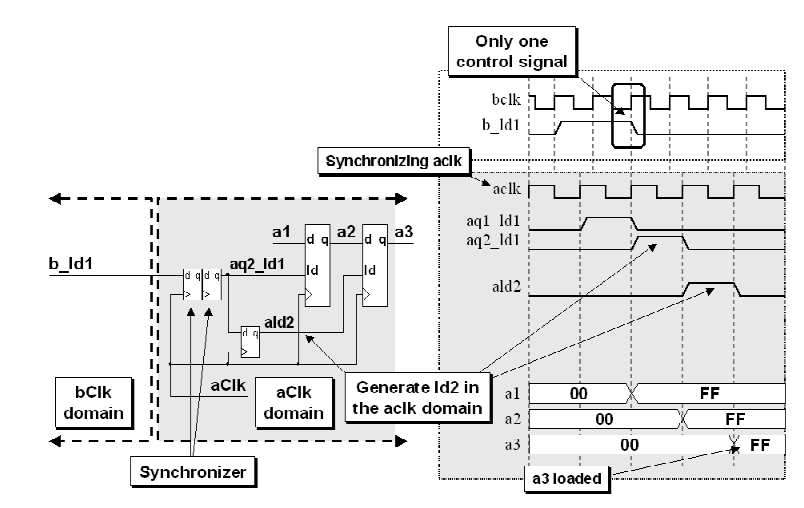 Only one
control signal
bclk
b_ld1
Synchronizing aclk
aclk
aq1_ld1
aq2_ld1
ald2
a1 00 FF
a2 00 FF
a3 00 FF
a3 loaded
b_ld1
a1
d q
a2
d q
a3
d q
d q
aq2_ld1
ld
ld
ald2
d q
aClk
bClk
domain
aClk
domain
Generate ld2 in
the aclk domain
Synchronizer